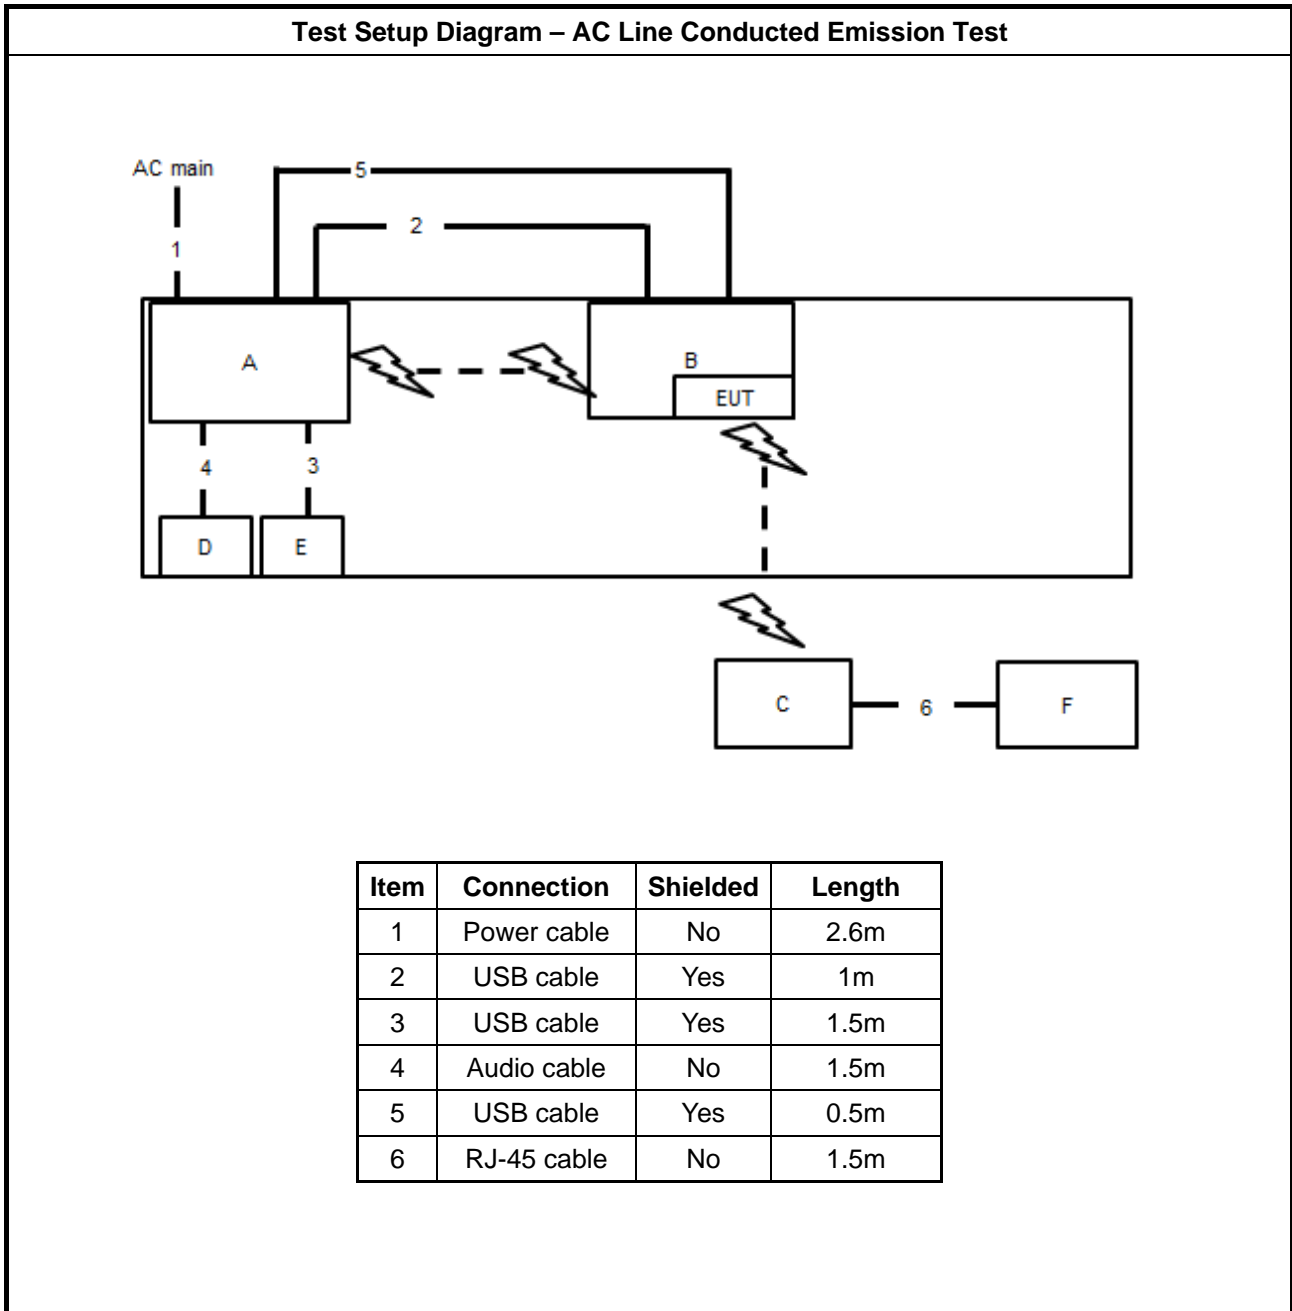 Test Setup Diagram – AC Line Conducted Emission Test
AC main
5
2
1
A
B
EUT
4
3
D
E
C
6
F
Item Connection Shielded Length
1 Power cable No 2.6m
2 USB cable Yes 1m
3 USB cable Yes 1.5m
4 Audio cable No 1.5m
5 USB cable Yes 0.5m
6 RJ-45 cable No 1.5m